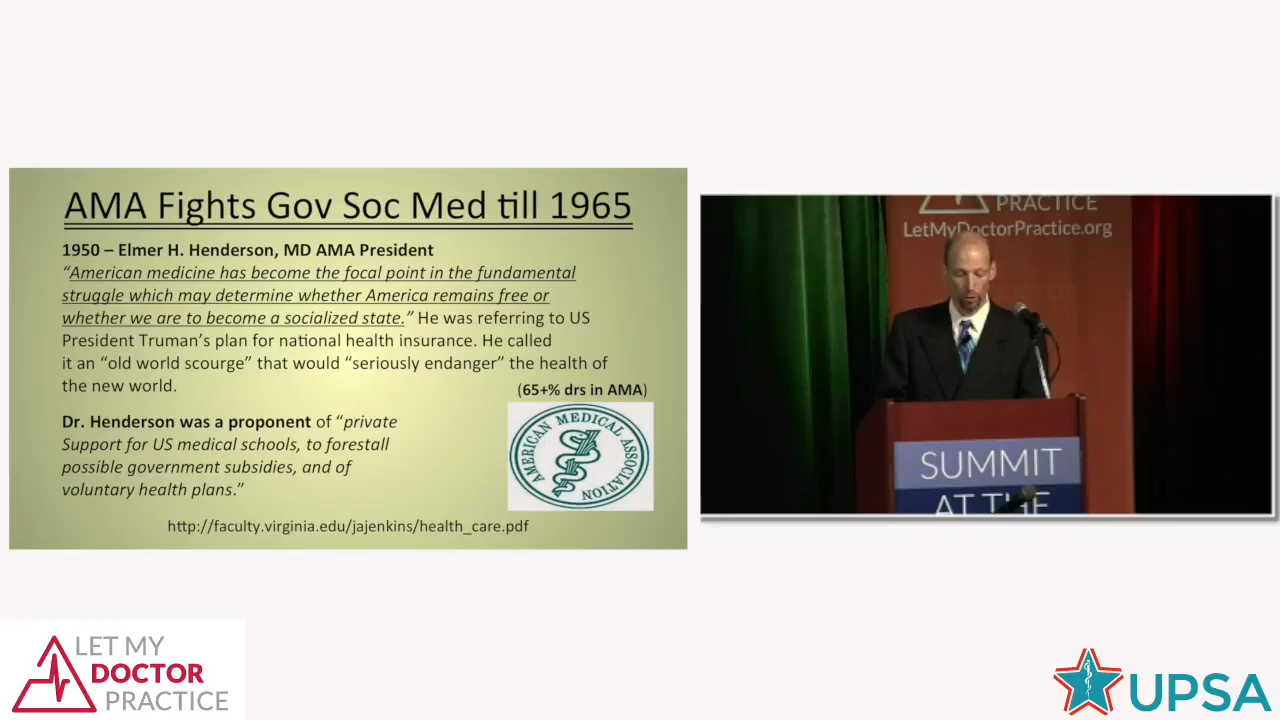 AMA Fights Gov Soc Med till 1965
1950 – Elmer H. Henderson, MD AMA President
“American medicine has become the focal point in the fundamental
struggle which may determine whether America remains free or
whether we are to become a socialized state.” He was referring to US
President Truman’s plan for national health insurance. He called
it an “old world scourge” that would “seriously endanger” the health of
the new world.
(65+% drs in AMA)
Dr. Henderson was a proponent of “private
Support for US medical schools, to forestall
possible government subsidies, and of
voluntary health plans.”
AMERICAN MEDICAL ASSOCIATION
http://faculty.virginia.edu/jajenkins/health_care.pdf
PRACTICE
LetMyDoctorPractice.org
SUMMIT
AT THE
LET MY
DOCTOR
PRACTICE
UPSA